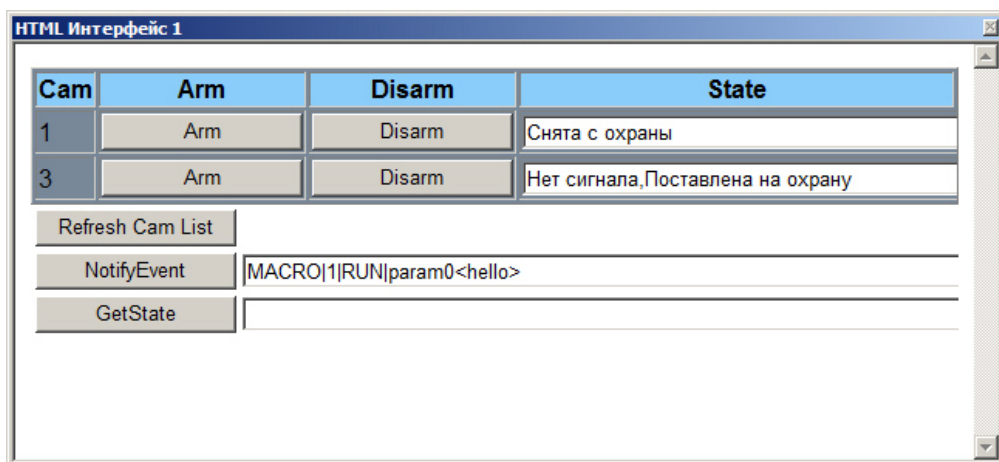 HTML Интерфейс 1
Cam Arm Disarm State
1 Arm Disarm Снята с охраны
3 Arm Disarm Нет сигнала,Поставлена на охрану
Refresh Cam List
NotifyEvent MACRO|1|RUN|param0<hello>
GetState